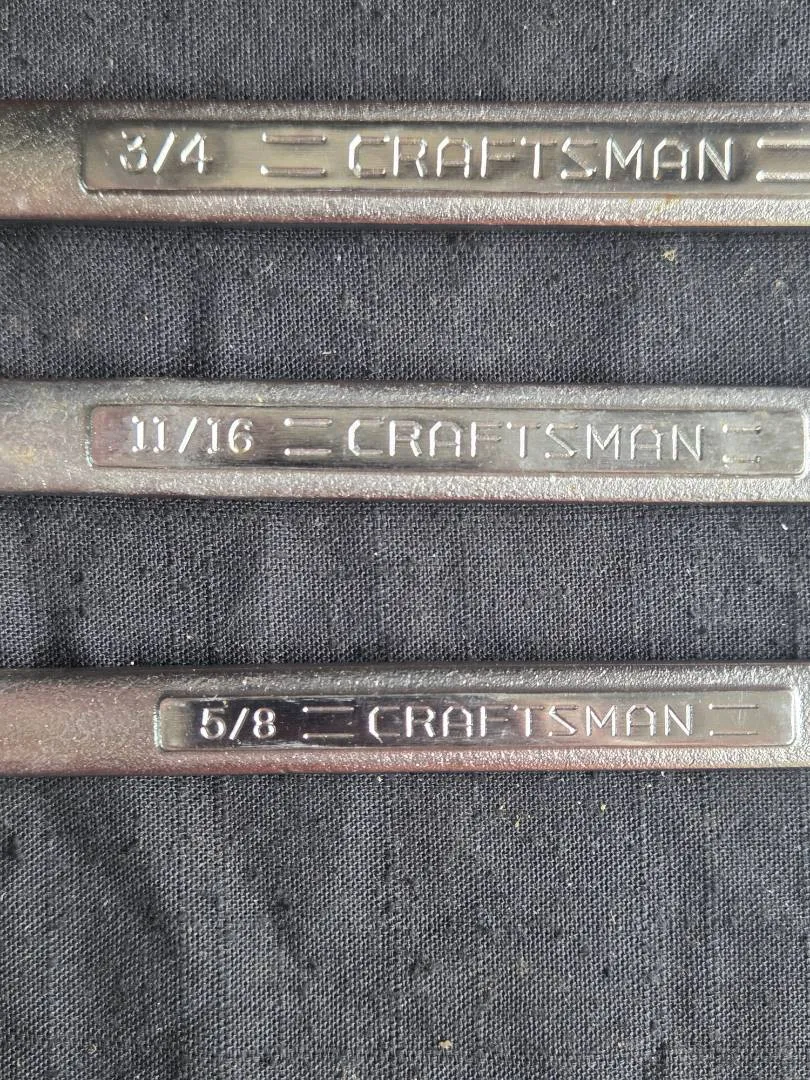 3/4 = CRAFTSMAN =
11/16 = CRAFTSMAN =
5/8 = CRAFTSMAN =